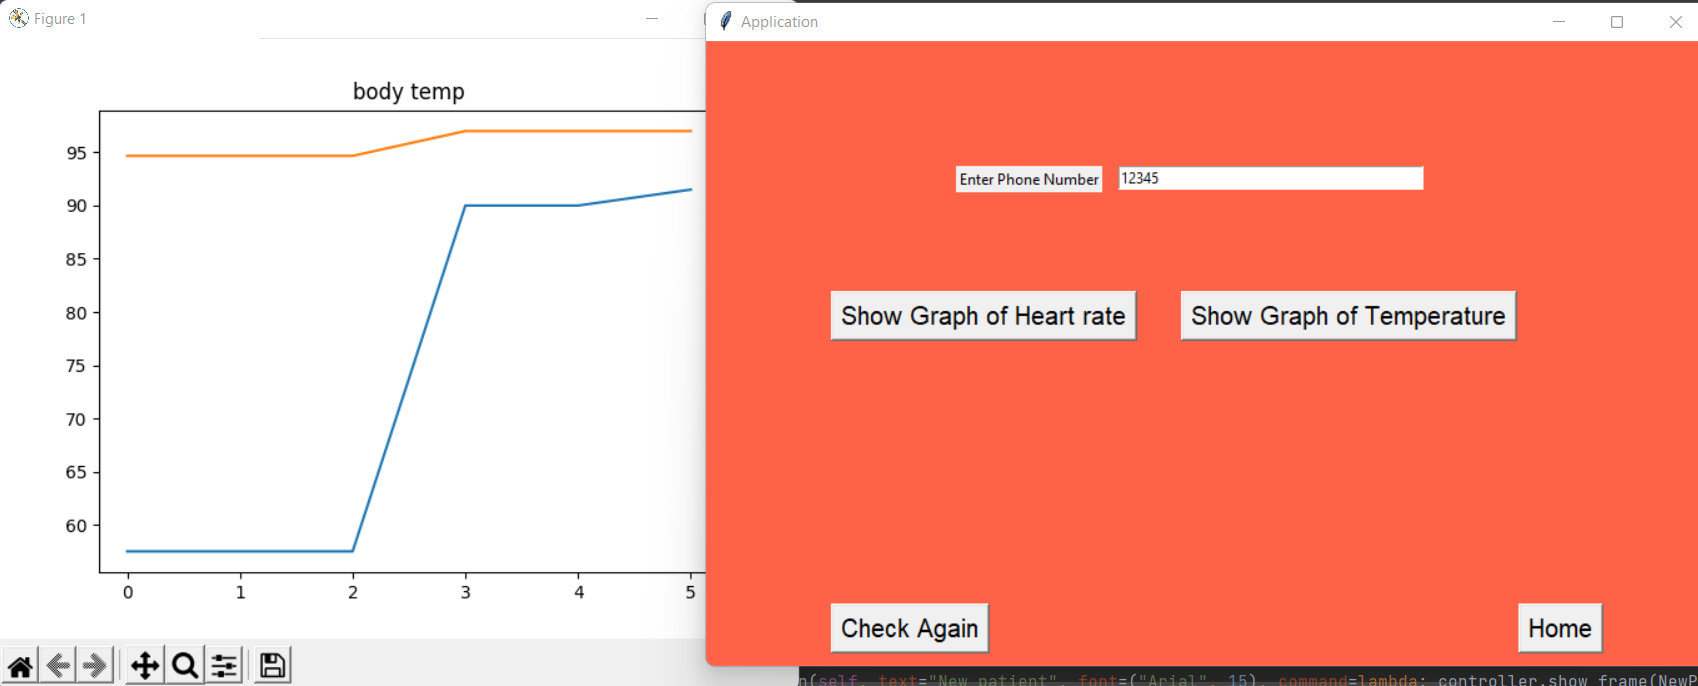 Figure 1
body temp
95
90
85
80
75
70
65
60
0 1 2 3 4 5
Application
Enter Phone Number 12345
Show Graph of Heart rate Show Graph of Temperature
Check Again Home
n(self, text="New patient", font=("Arial", 15), command=lambda: controller.show_frame(NewP